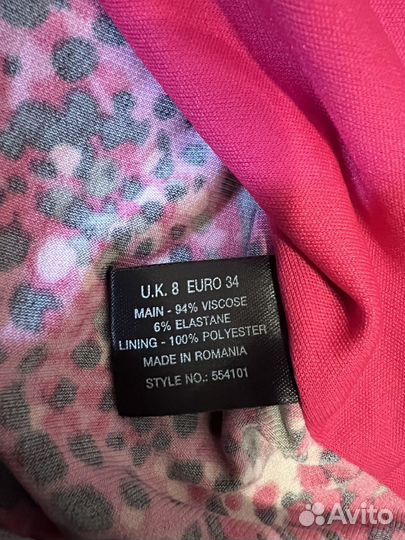 U.K. 8 EURO 34
MAIN - 94% VISCOSE
6% ELASTANE
LINING - 100% POLYESTER
MADE IN ROMANIA
STYLE NO.: 554101
Avito